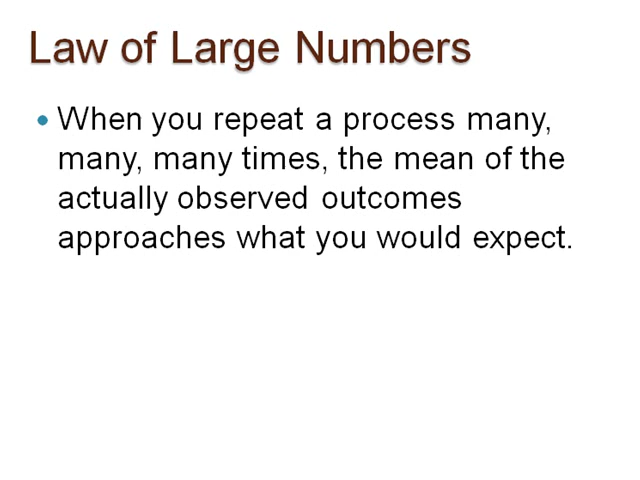 Law of Large Numbers
• When you repeat a process many,
many, many times, the mean of the
actually observed outcomes
approaches what you would expect.